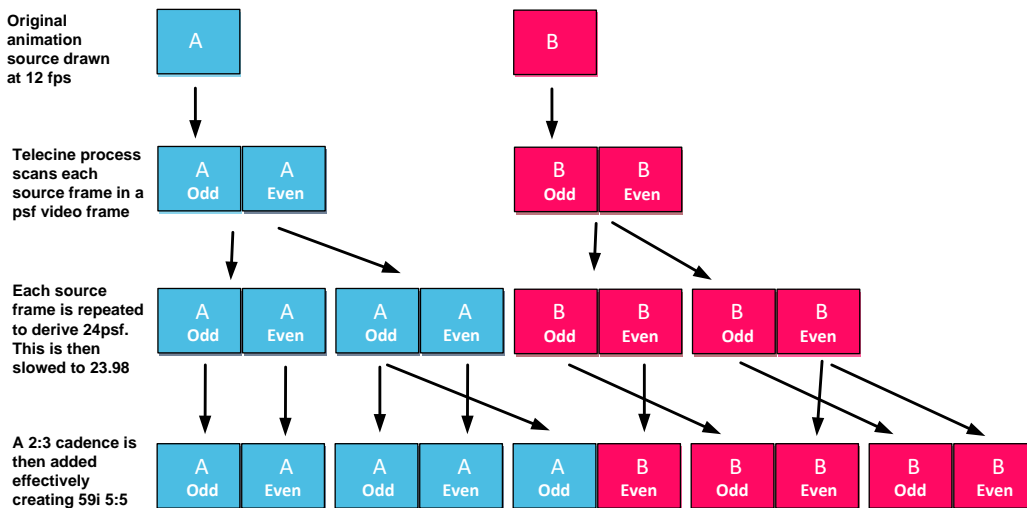 Original
animation
source drawn
at 12 fps
A
B
Telecine process
scans each
source frame in a
psf video frame
A
Odd
A
Even
B
Odd
B
Even
Each source
frame is repeated
to derive 24psf.
This is then
slowed to 23.98
A
Odd
A
Even
A
Odd
A
Even
B
Odd
B
Even
B
Odd
B
Even
A 2:3 cadence is
then added
effectively
creating 59i 5:5
A
Odd
A
Even
A
Odd
A
Even
A
Odd
B
Even
B
Odd
B
Even
B
Odd
B
Even